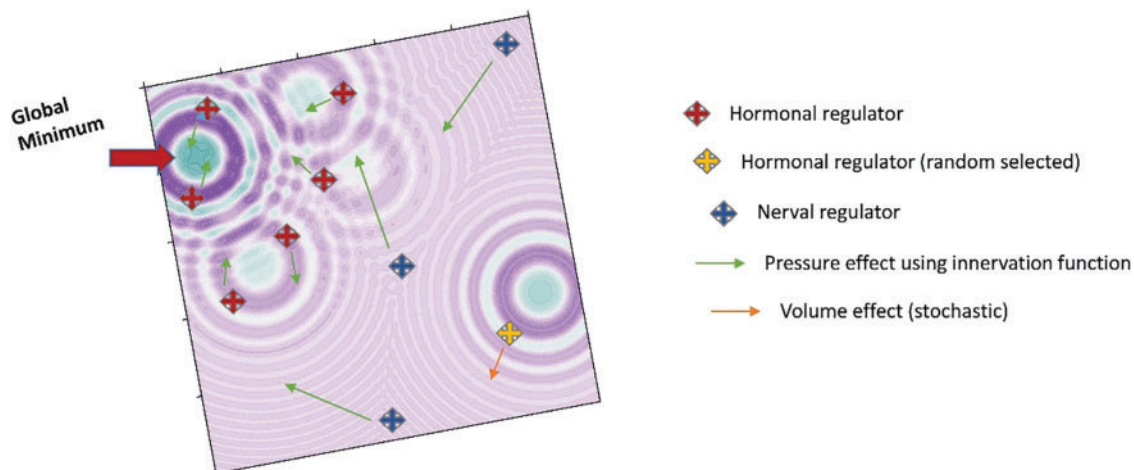 Global
Minimum
Hormonal regulator
Hormonal regulator (random selected)
Nerval regulator
Pressure effect using innervation function
Volume effect (stochastic)